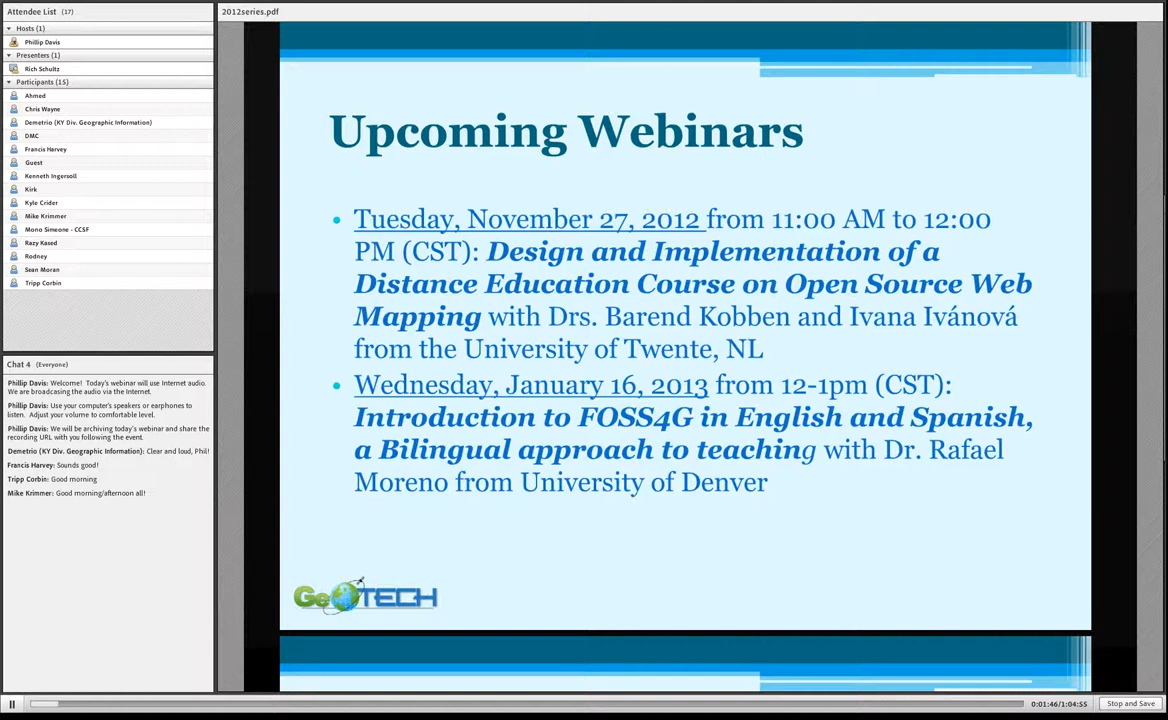 Attendee List (17)
Hosts (1)
Phillip Davis
Presenters (1)
Rich Schultz
Participants (15)
Ahmed
Chris Wayne
Demetrio (KY Div. Geographic Information)
DMC
Francis Harvey
Guest
Kenneth Ingersoll
Kirk
Kyle Crider
Mike Krimmer
Mono Simeone - CCSF
Razy Kased
Rodney
Sean Moran
Tripp Corbin
Chat 4 (Everyone)
Phillip Davis: Welcome! Today's webinar will use Internet audio.
We are broadcasting the audio via the Internet.
Phillip Davis: Use your computer's speakers or earphones to
listen. Adjust your volume to comfortable level.
Phillip Davis: We will be archiving today's webinar and share the
recording URL with you following the event.
Demetrio (KY Div. Geographic Information): Clear and loud, Phil!
Francis Harvey: Sounds good!
Tripp Corbin: Good morning
Mike Krimmer: Good morning/afternoon all!
2012series.pdf
Upcoming Webinars
• Tuesday, November 27, 2012 from 11:00 AM to 12:00
PM (CST): Design and Implementation of a
Distance Education Course on Open Source Web
Mapping with Drs. Barend Kobben and Ivana Ivánová
from the University of Twente, NL
• Wednesday, January 16, 2013 from 12-1pm (CST):
Introduction to FOSS4G in English and Spanish,
a Bilingual approach to teaching with Dr. Rafael
Moreno from University of Denver
GeoTECH
0:01:46/1:04:55
Stop and Save